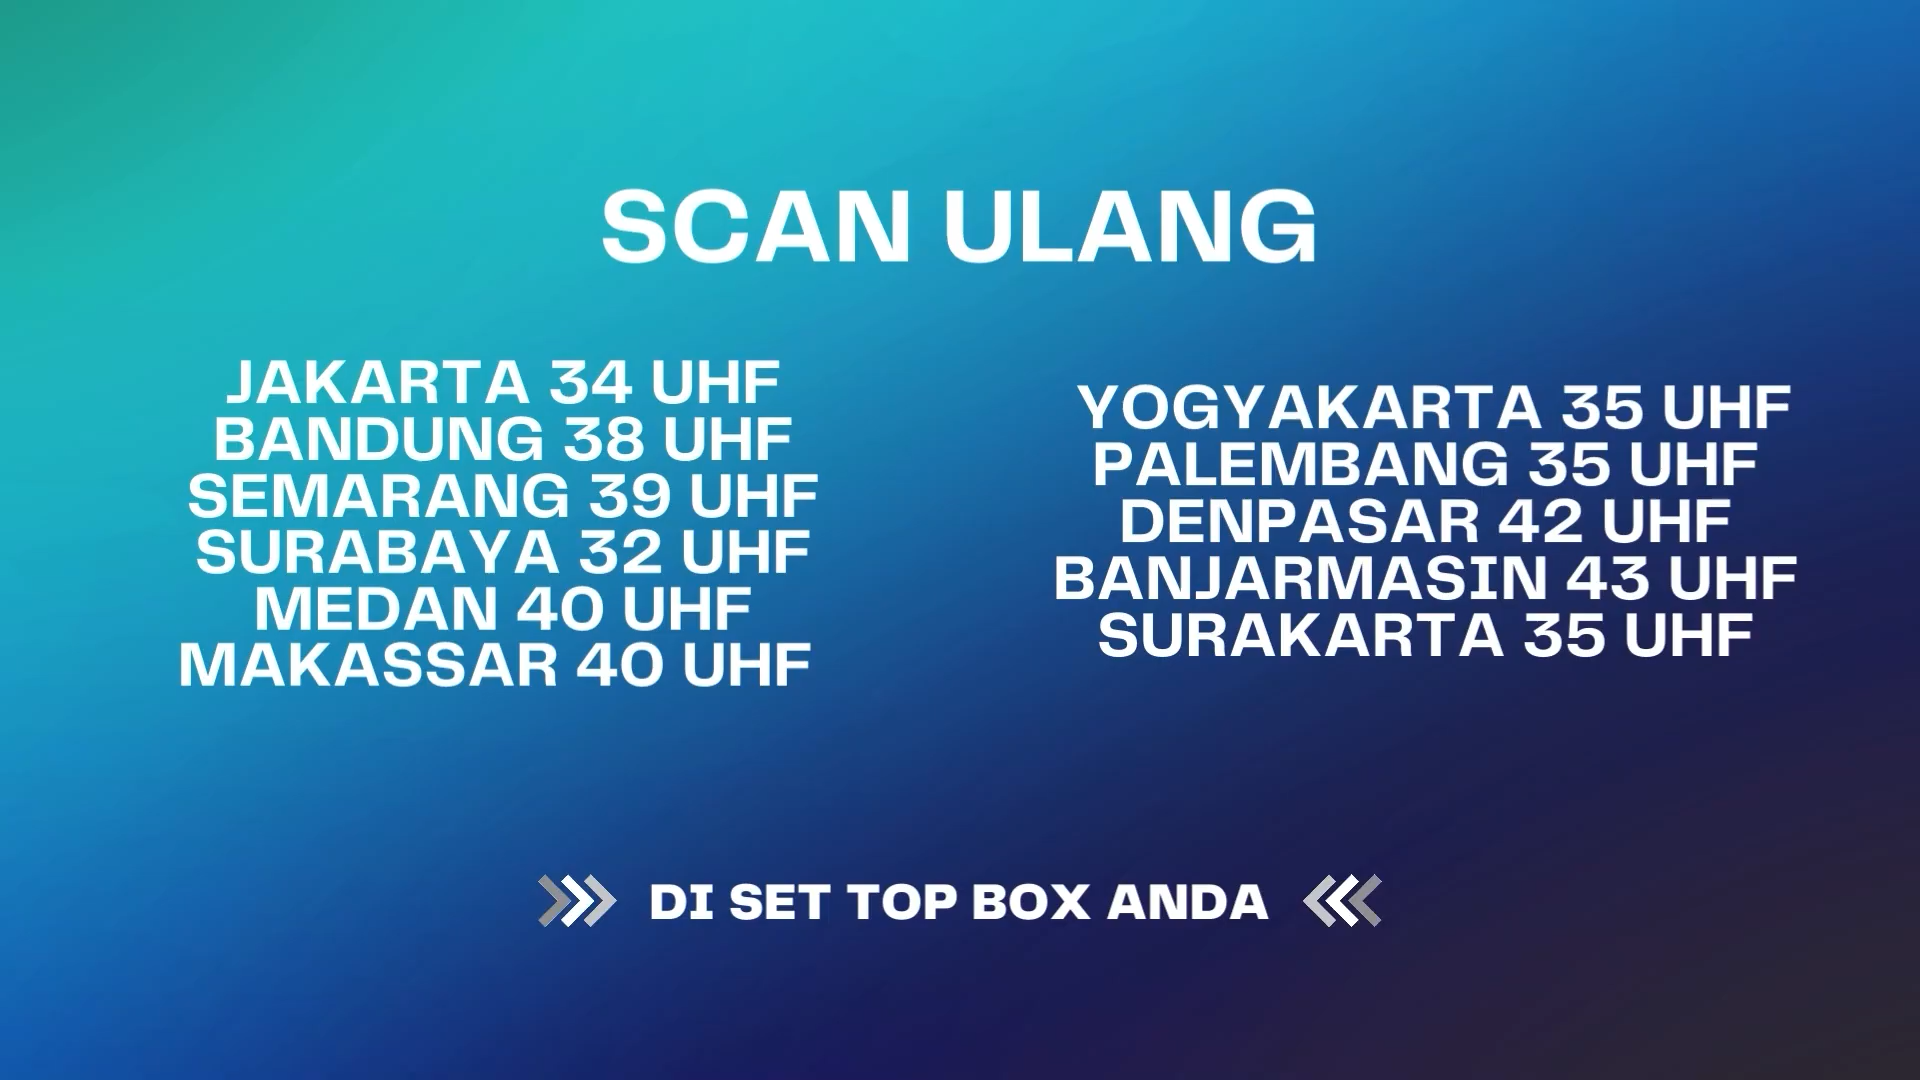 SCAN ULANG
JAKARTA 34 UHF
BANDUNG 38 UHF
SEMARANG 39 UHF
SURABAYA 32 UHF
MEDAN 40 UHF
MAKASSAR 40 UHF
YOGYAKARTA 35 UHF
PALEMBANG 35 UHF
DENPASAR 42 UHF
BANJARMASIN 43 UHF
SURAKARTA 35 UHF
DI SET TOP BOX ANDA